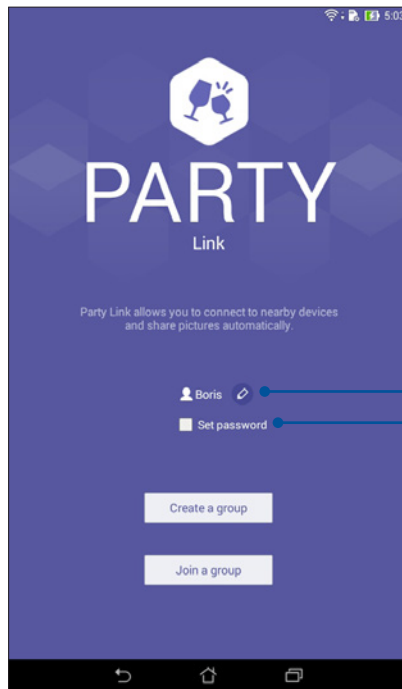 5:03
PARTY
Link
Party Link allows you to connect to nearby devices
and share pictures automatically.
Boris
Set password
Create a group
Join a group